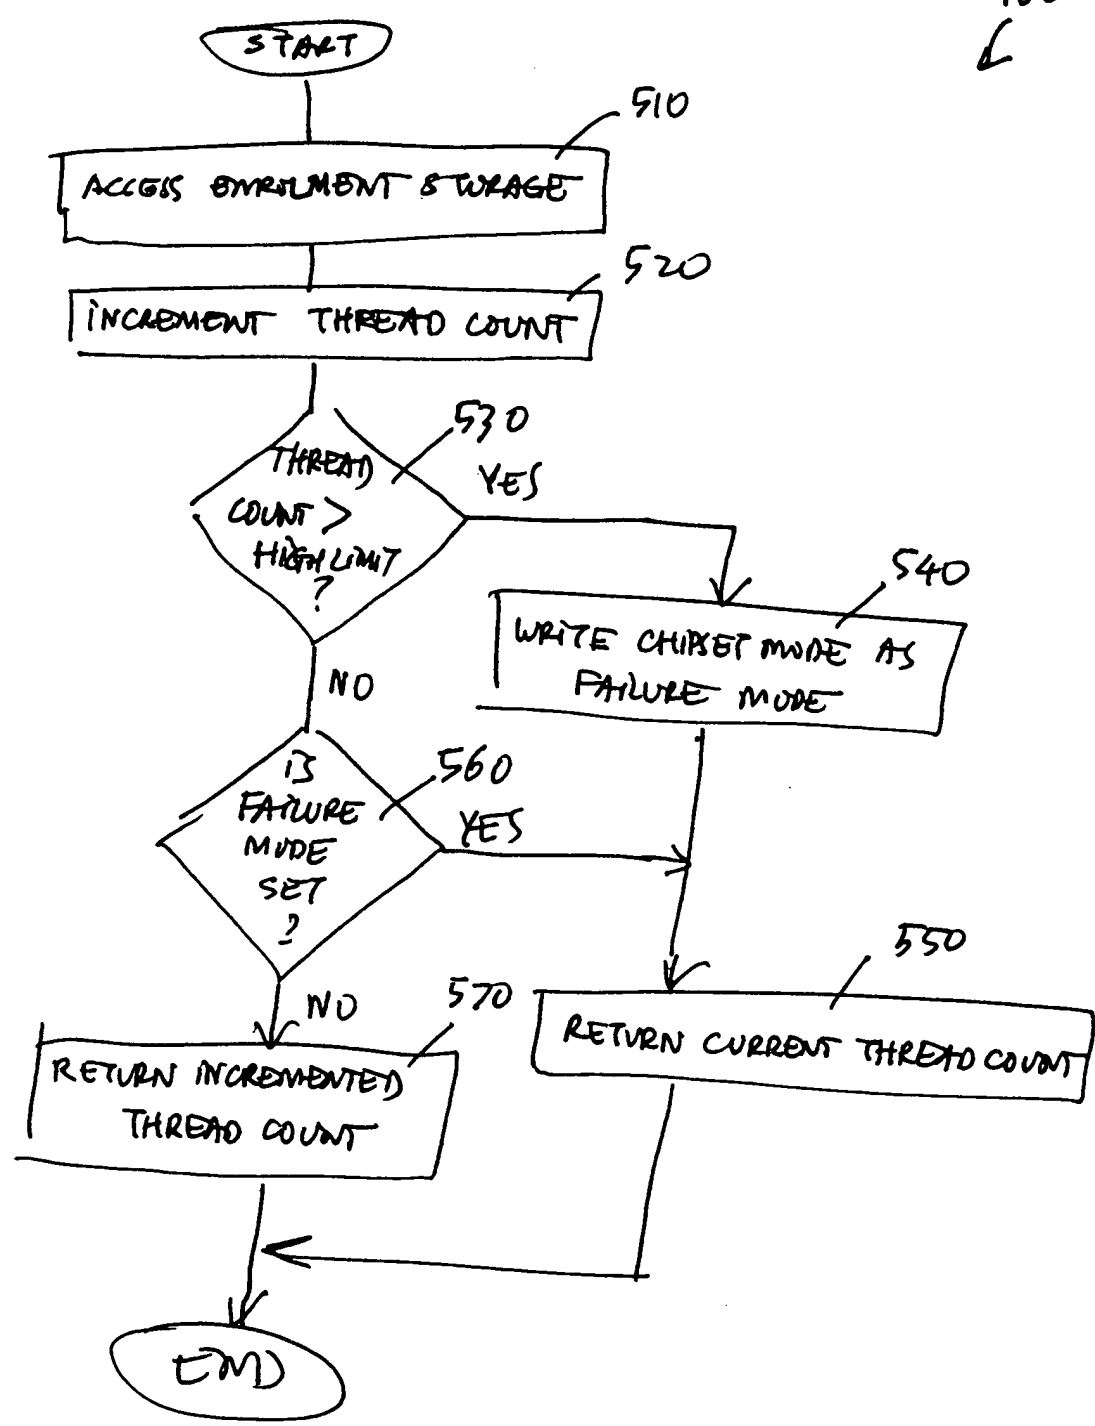 START
510
ACCESS ENROLMENT STORAGE
520
INCREMENT THREAD COUNT
530
THREAD
COUNT >
HIGH LIMIT
?
YES
540
WRITE CHIPSET MODE AS
FAILURE MODE
NO
560
IS
FAILURE
MODE
SET
?
YES
550
RETURN CURRENT THREAD COUNT
NO
570
RETURN INCREMENTED
THREAD COUNT
END